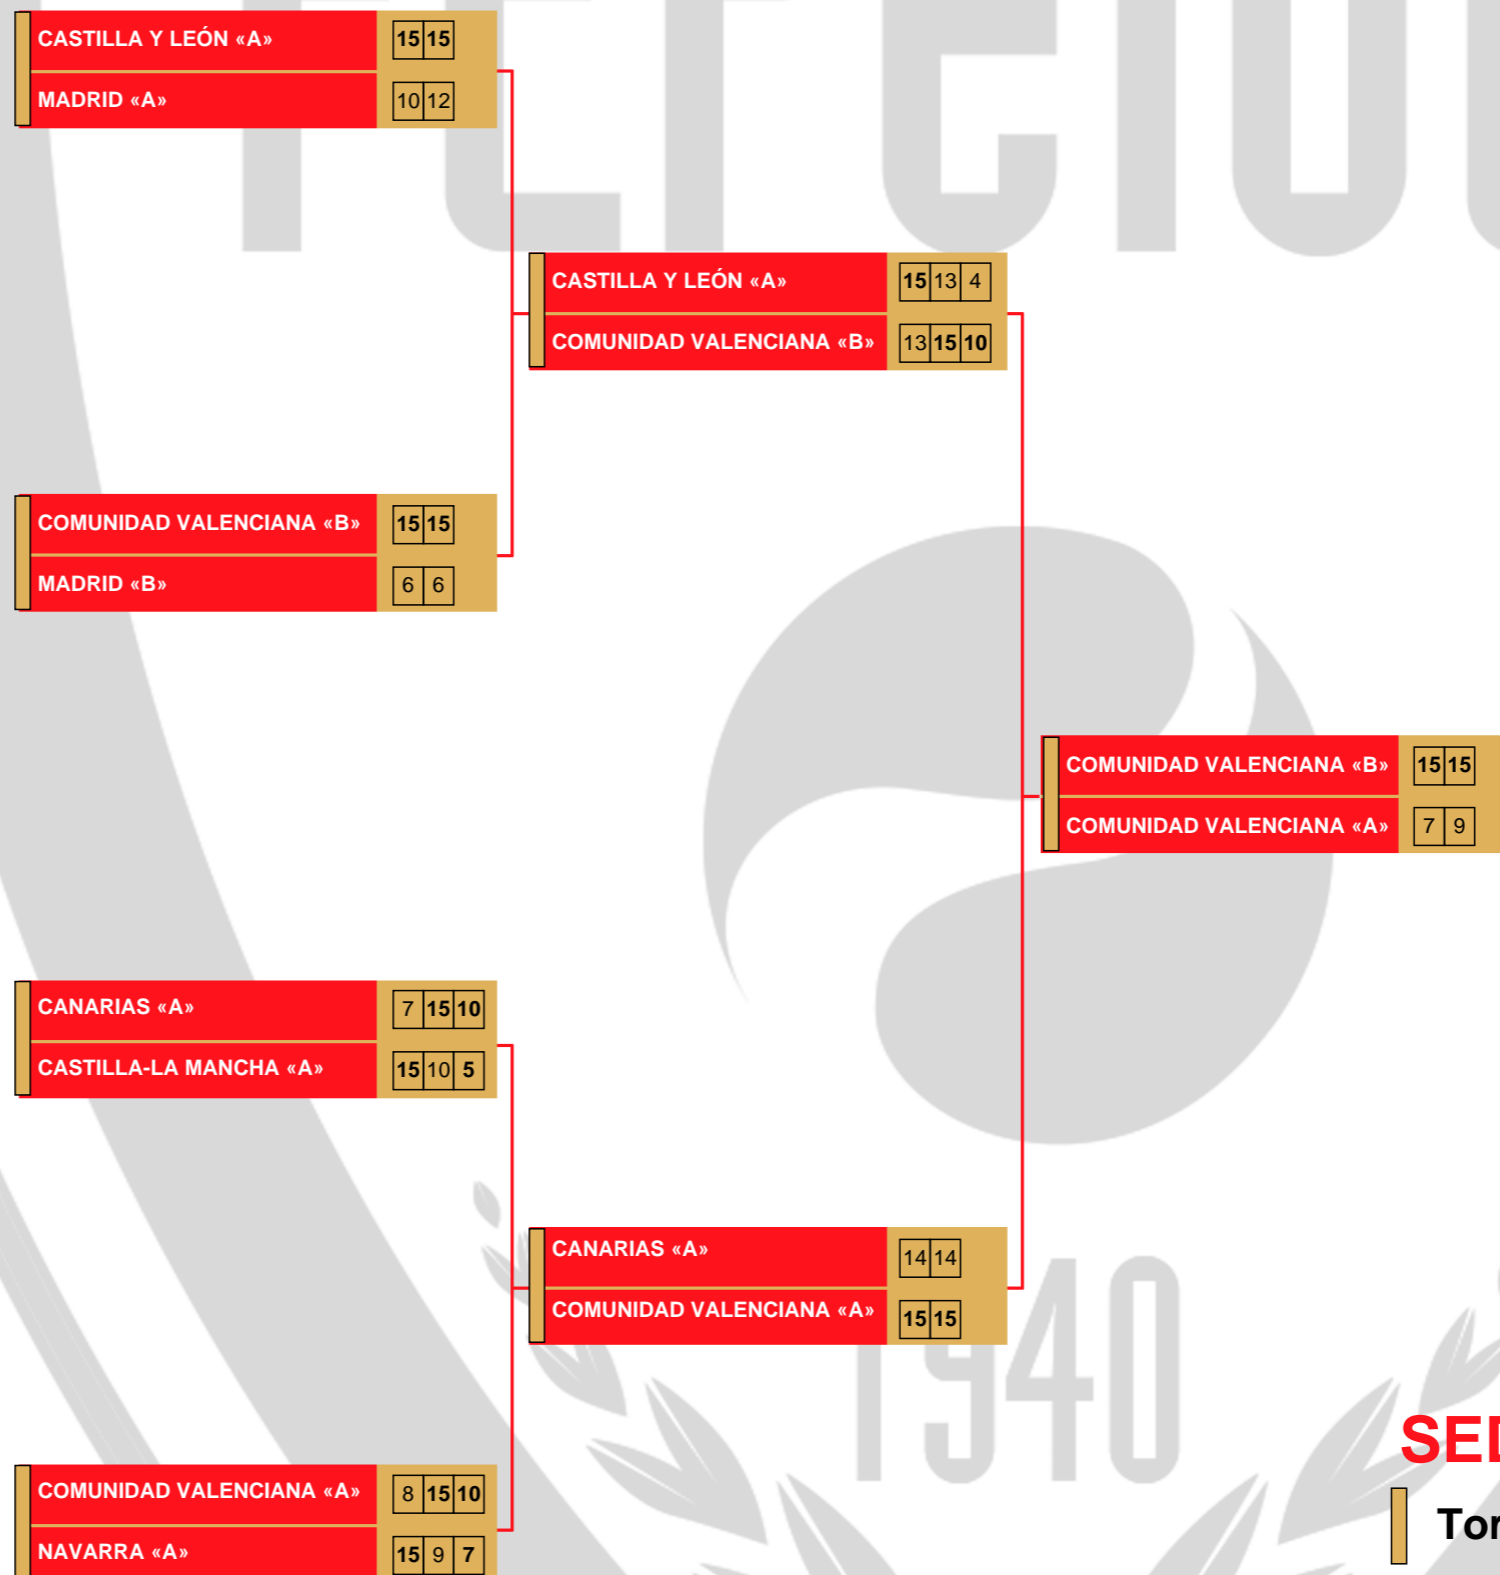 CASTILLA Y LEÓN «A» 15 15
MADRID «A» 10 12
CASTILLA Y LEÓN «A» 15 13 4
COMUNIDAD VALENCIANA «B» 13 15 10
COMUNIDAD VALENCIANA «B» 15 15
MADRID «B» 6 6
COMUNIDAD VALENCIANA «B» 15 15
COMUNIDAD VALENCIANA «A» 7 9
CANARIAS «A» 7 15 10
CASTILLA-LA MANCHA «A» 15 10 5
CANARIAS «A» 14 14
COMUNIDAD VALENCIANA «A» 15 15
1940
COMUNIDAD VALENCIANA «A» 8 15 10
NAVARRA «A» 15 9 7